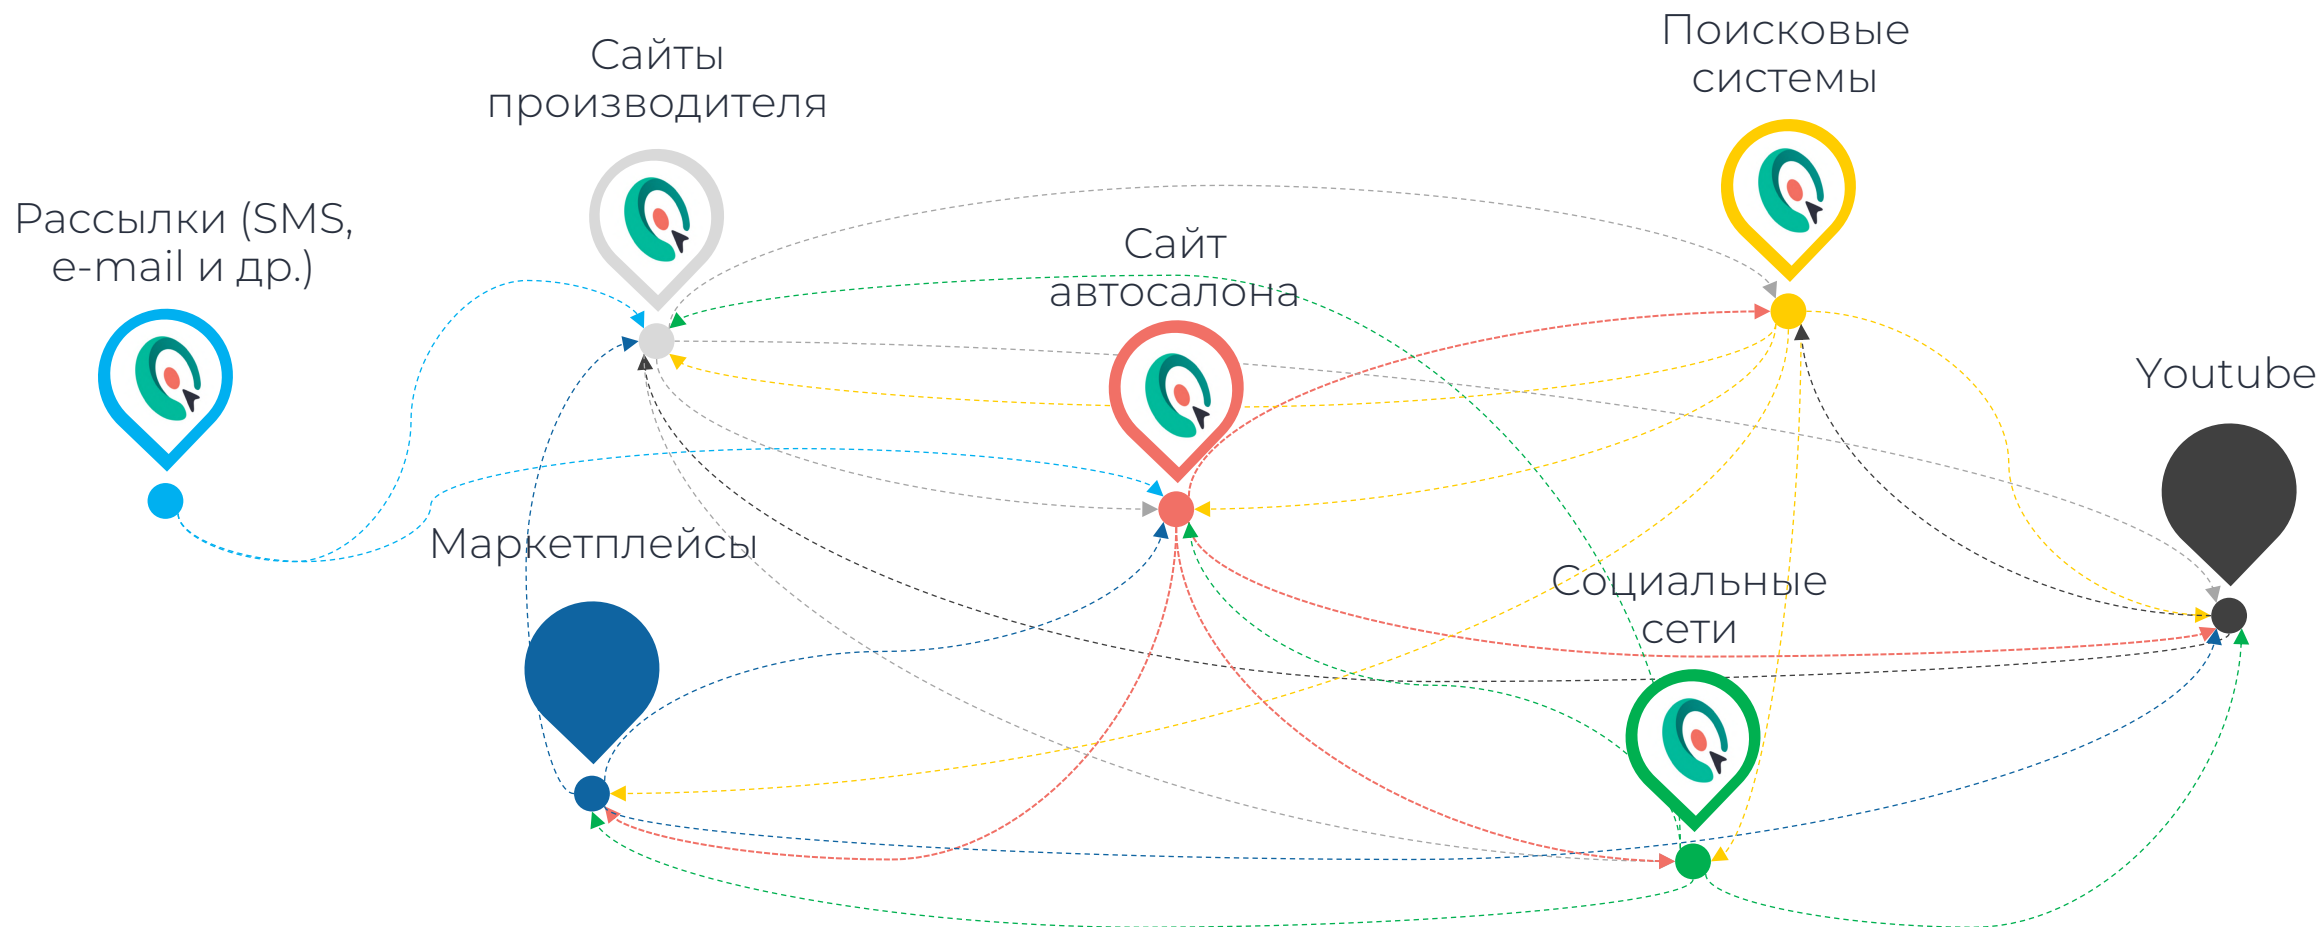 Поисковые
системы
Сайты
производителя
Рассылки (SMS,
e-mail и др.)
Сайт
автосалона
Youtube
Маркетплейсы
Социальные
сети